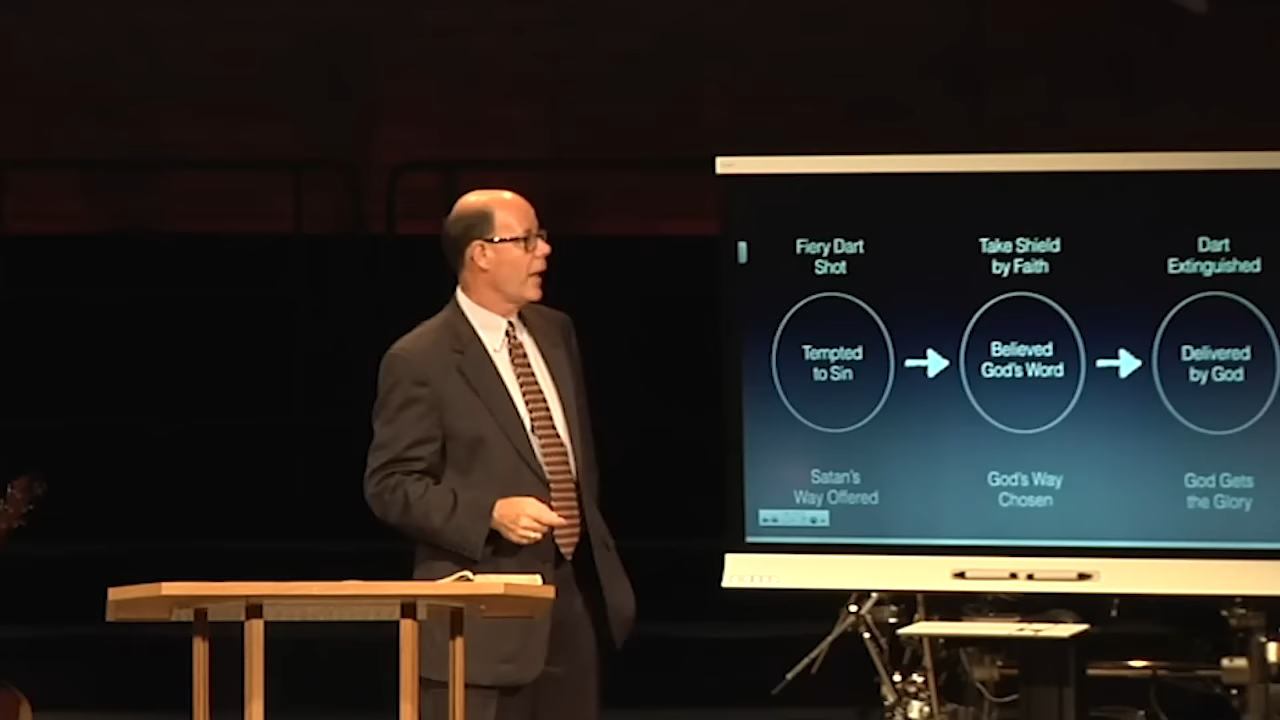 Fiery Dart
Shot
Take Shield
by Faith
Dart
Extinguished
Tempted
to Sin
Believed
God's Word
Delivered
by God
Satan's
Way Offered
God's Way
Chosen
God Gets
the Glory